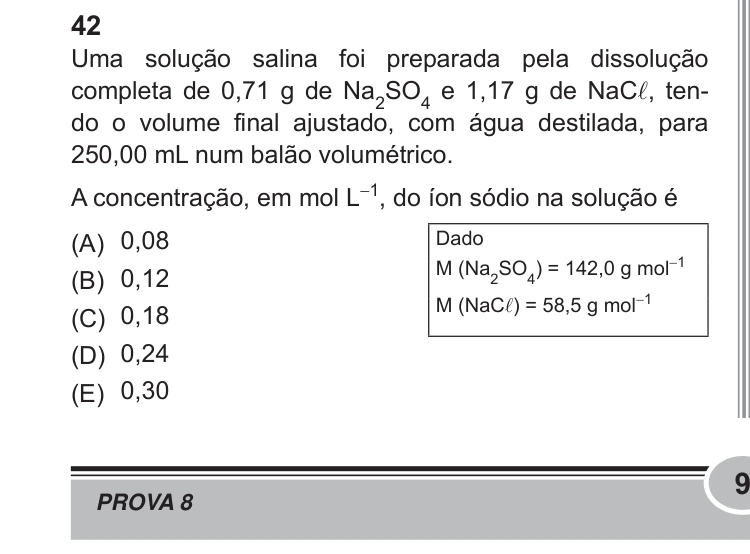 42
Uma solução salina foi preparada pela dissolução
completa de 0,71 g de Na₂SO₄ e 1,17 g de NaCℓ, ten-
do o volume final ajustado, com água destilada, para
250,00 mL num balão volumétrico.
A concentração, em mol L⁻¹, do íon sódio na solução é
(A) 0,08
(B) 0,12
(C) 0,18
(D) 0,24
(E) 0,30
Dado
M (Na₂SO₄) = 142,0 g mol⁻¹
M (NaCℓ) = 58,5 g mol⁻¹
PROVA 8
9